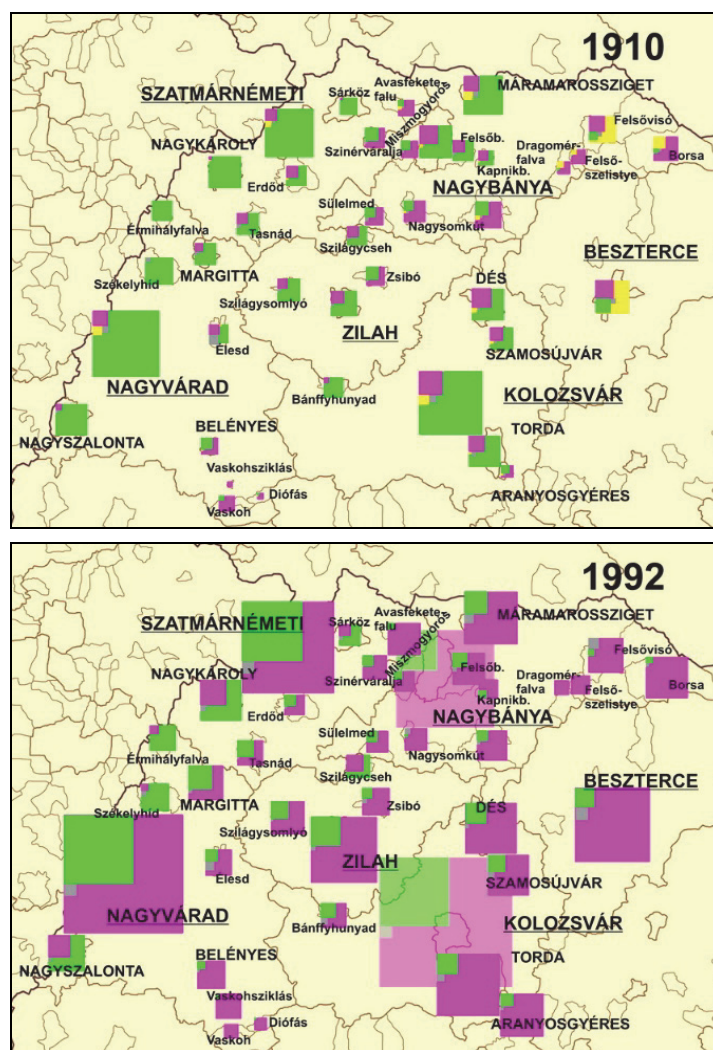 1910
SZATMÁRNÉMETI
Sárköz
Avasfekete-
falu
MÁRAMAROSSZIGET
Miszmogyorós
Felsővisó
NAGYKÁROLY
Szinérváralja
Felsőb.
Dragomér-
falva
Felső-
szelistye
Borsa
Kapnikb.
Erdőd
NAGYBÁNYA
Sülelmed
Érmihályfalva
Tasnád
Nagysomkút
Szilágycseh
BESZTERCE
Székelyhíd
MARGITTA
Zsibó
DÉS
Szilágysomlyó
ZILAH
Élesd
SZAMOSÚJVÁR
NAGYVÁRAD
Bánffyhunyad
KOLOZSVÁR
NAGYSZALONTA
BELÉNYES
TORDA
Vaskohsziklás
Diófás
Vaskoh
ARANYOSGYÉRES
1992
SZATMÁRNÉMETI
Sárköz
Avasfekete-
falu
MÁRAMAROSSZIGET
Miszmogyorós
Felsővisó
NAGYKÁROLY
Szinérváralja
Felsőb.
Dragomér-
falva
Felső-
szelistye
Borsa
Kapnikb.
Erdőd
NAGYBÁNYA
Sülelmed
Érmihályfalva
Tasnád
Nagysomkút
Szilágycseh
BESZTERCE
Székelyhíd
MARGITTA
Zsibó
DÉS
Szilágysomlyó
ZILAH
Élesd
SZAMOSÚJVÁR
NAGYVÁRAD
Bánffyhunyad
KOLOZSVÁR
NAGYSZALONTA
BELÉNYES
TORDA
Vaskohsziklás
Diófás
Vaskoh
ARANYOSGYÉRES